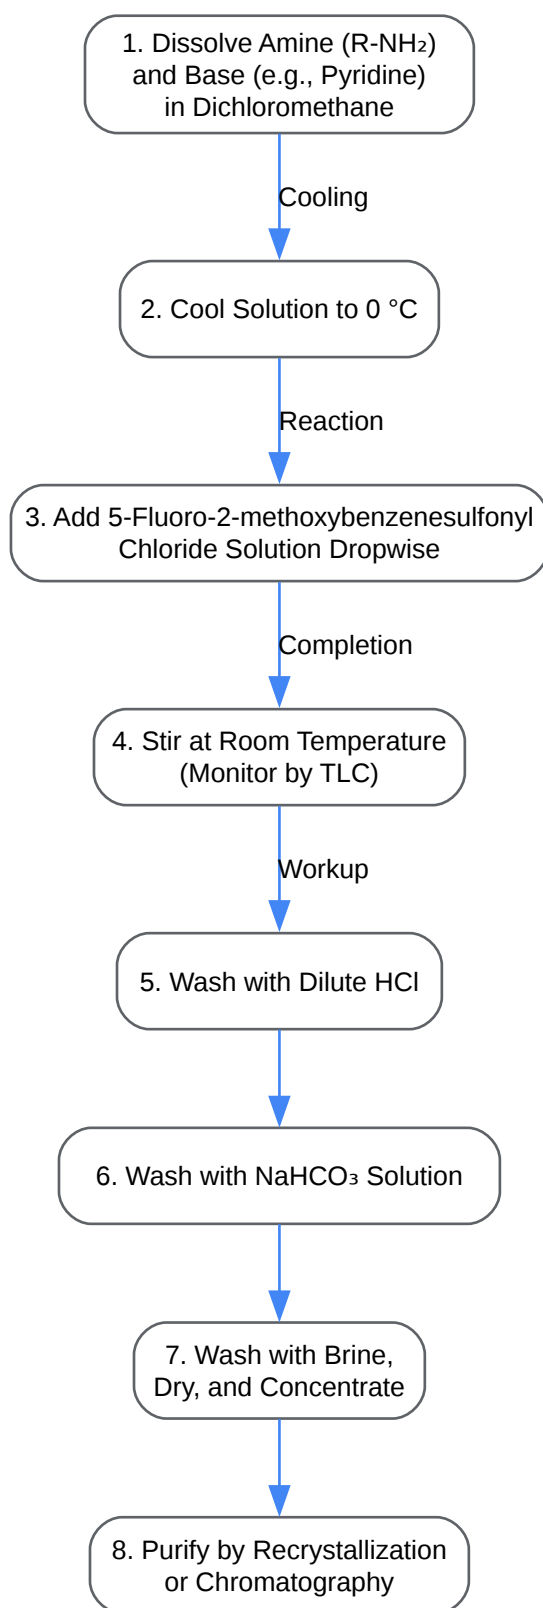 1. Dissolve Amine (R-NH₂)
and Base (e.g., Pyridine)
in Dichloromethane
Cooling
2. Cool Solution to 0 °C
Reaction
3. Add 5-Fluoro-2-methoxybenzenesulfonyl
Chloride Solution Dropwise
Completion
4. Stir at Room Temperature
(Monitor by TLC)
Workup
5. Wash with Dilute HCl
6. Wash with NaHCO₃ Solution
7. Wash with Brine,
Dry, and Concentrate
8. Purify by Recrystallization
or Chromatography